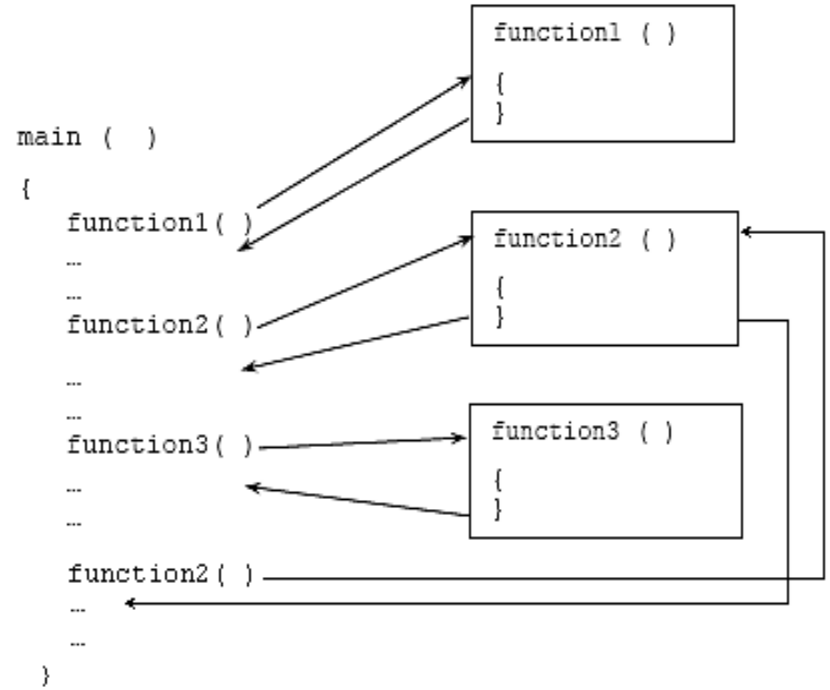 main (  )
{
function1( )
…
…
function2( )
…
…
function3( )
…
…
function2( )
…
…
}
function1 ( )
{
}
function2 ( )
{
}
function3 ( )
{
}